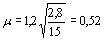 μ = 1,2 √(2,8/15) = 0,52